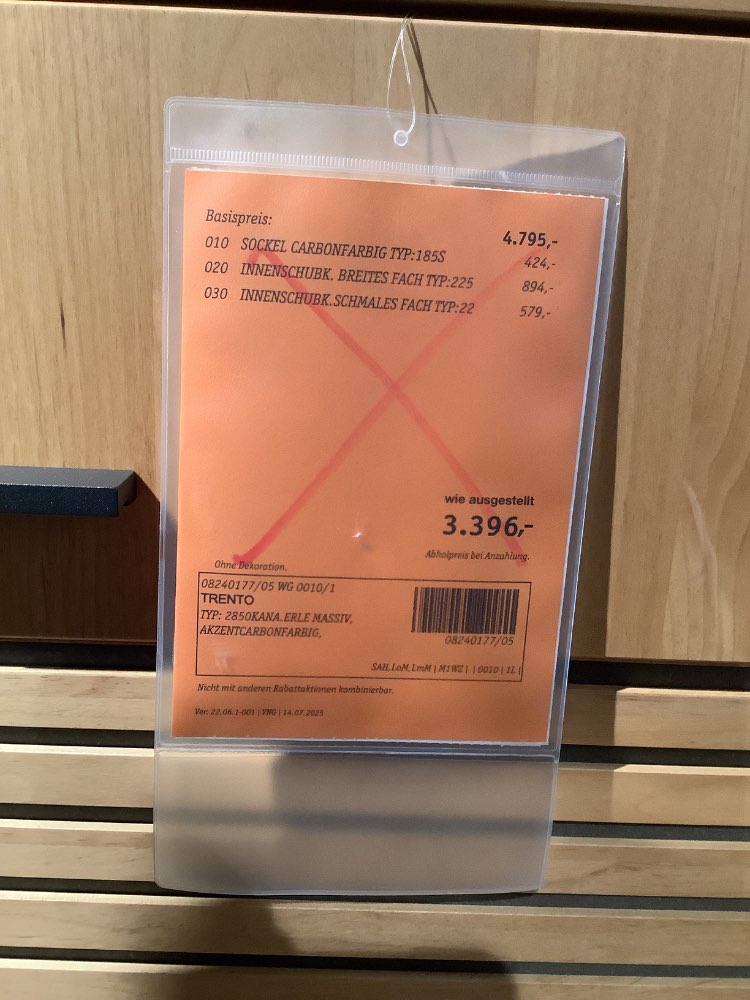 Basispreis: 4.795,-
010 SOCKEL CARBONFARBIG TYP:185S 424,-
020 INNENSCHUBK. BREITES FACH TYP:225 894,-
030 INNENSCHUBK.SCHMALES FACH TYP:22 579,-
wie ausgestellt
3.396,-
Abholpreis bei Anzahlung.
Ohne Dekoration.
08240177/05 WG 0010/1
TRENTO
TYP: 2850KANA.ERLE MASSIV,
AKZENTCARBONFARBIG,
08240177/05
SAH, LoM, LmM | M1WZ | | 0010 | 1L |
Nicht mit anderen Rabattaktionen kombinierbar.
Ver: 22.06.1-001 | VNG | 14.07.2025